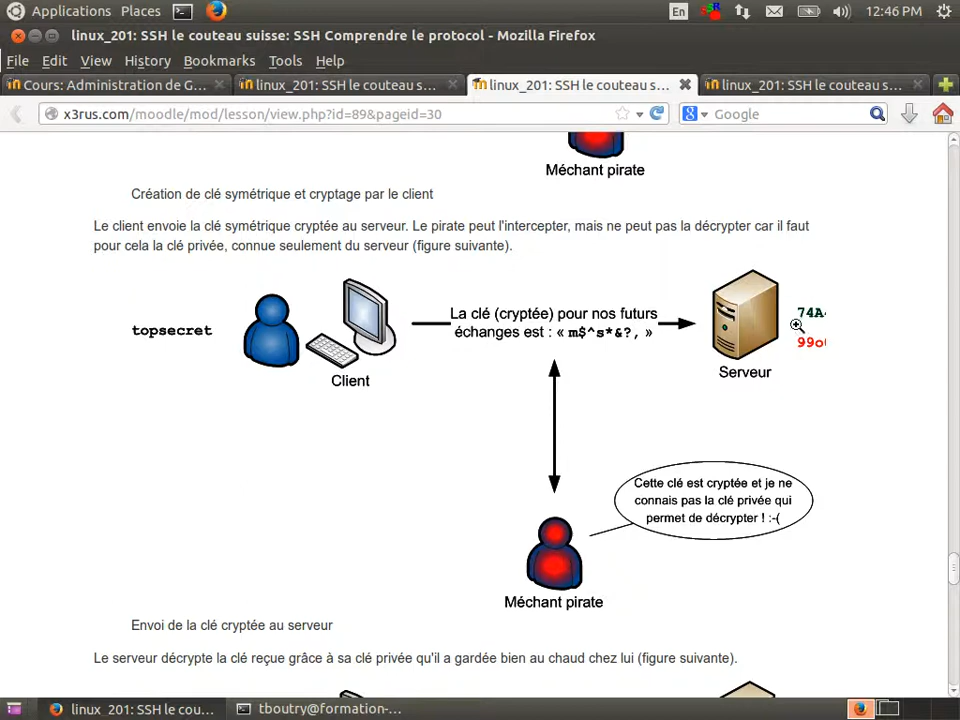 Applications Places En 12:46 PM
linux_201: SSH le couteau suisse: SSH Comprendre le protocol - Mozilla Firefox
File Edit View History Bookmarks Tools Help
Cours: Administration de G... linux_201: SSH le couteau s... linux_201: SSH le couteau s... linux_201: SSH le couteau s...
x3rus.com/moodle/mod/lesson/view.php?id=89&pageid=30 Google
Méchant pirate
Création de clé symétrique et cryptage par le client
Le client envoie la clé symétrique cryptée au serveur. Le pirate peut l'intercepter, mais ne peut pas la décrypter car il faut
pour cela la clé privée, connue seulement du serveur (figure suivante).
La clé (cryptée) pour nos futurs
échanges est : « m$^s*&?, »
topsecret
74A
99o
Client
Serveur
Cette clé est cryptée et je ne
connais pas la clé privée qui
permet de décrypter ! :-(
Méchant pirate
Envoi de la clé cryptée au serveur
Le serveur décrypte la clé reçue grâce à sa clé privée qu'il a gardée bien au chaud chez lui (figure suivante).
linux_201: SSH le cou... tboutry@formation-...